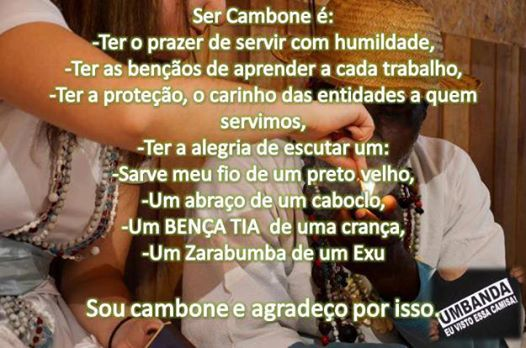 Ser Cambone é:
-Ter o prazer de servir com humildade,
-Ter as bençãos de aprender a cada trabalho,
-Ter a proteção, o carinho das entidades a quem
servimos,
-Ter a alegria de escutar um:
-Sarve meu fio de um preto velho,
-Um abraço de um caboclo,
-Um BENÇA TIA de uma crança,
-Um Zarabumba de um Exu
Sou cambone e agradeço por isso.
UMBANDA
EU VISTO ESSA CAMISA!